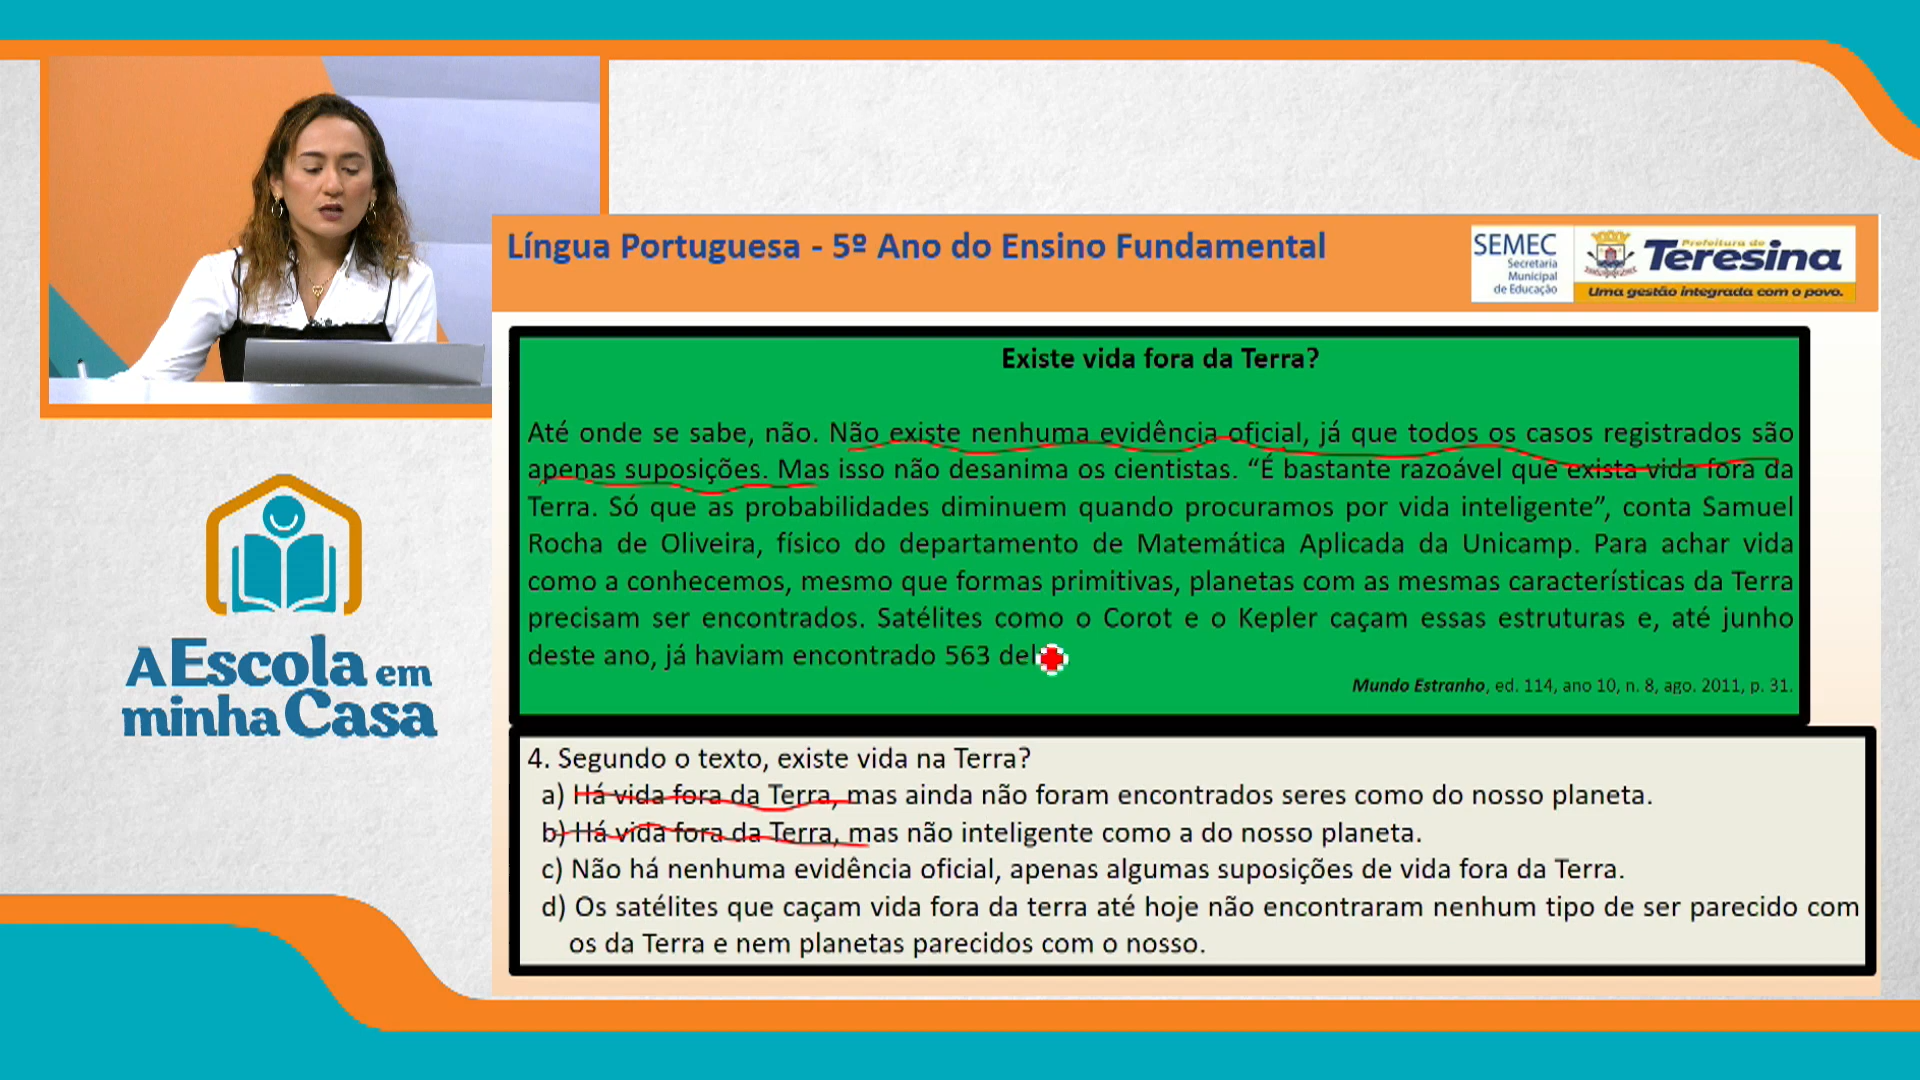 Língua Portuguesa - 5º Ano do Ensino Fundamental
SEMEC
Secretaria
Municipal
de Educação
Prefeitura de
Teresina
Uma gestão integrada com o povo.
Existe vida fora da Terra?
Até onde se sabe, não. Não existe nenhuma evidência oficial, já que todos os casos registrados são
apenas suposições. Mas isso não desanima os cientistas. “É bastante razoável que exista vida fora da
Terra. Só que as probabilidades diminuem quando procuramos por vida inteligente”, conta Samuel
Rocha de Oliveira, físico do departamento de Matemática Aplicada da Unicamp. Para achar vida
como a conhecemos, mesmo que formas primitivas, planetas com as mesmas características da Terra
precisam ser encontrados. Satélites como o Corot e o Kepler caçam essas estruturas e, até junho
deste ano, já haviam encontrado 563 del
Mundo Estranho, ed. 114, ano 10, n. 8, ago. 2011, p. 31.
4. Segundo o texto, existe vida na Terra?
a) Há vida fora da Terra, mas ainda não foram encontrados seres como do nosso planeta.
b) Há vida fora da Terra, mas não inteligente como a do nosso planeta.
c) Não há nenhuma evidência oficial, apenas algumas suposições de vida fora da Terra.
d) Os satélites que caçam vida fora da terra até hoje não encontraram nenhum tipo de ser parecido com
os da Terra e nem planetas parecidos com o nosso.
A Escola em
minha Casa